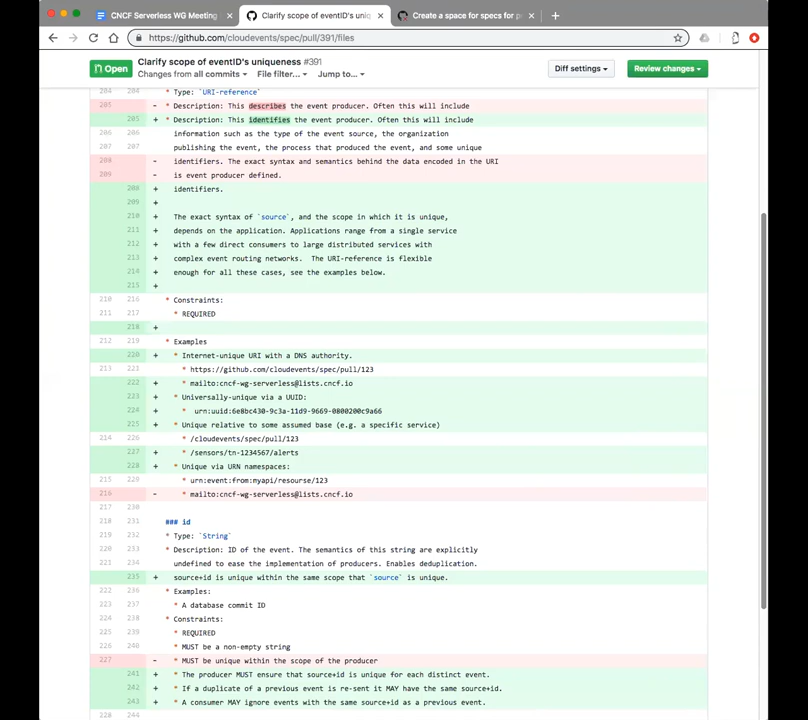 CNCF Serverless WG Meeting
Clarify scope of eventID's uniq
Create a space for specs for p
https://github.com/cloudevents/spec/pull/391/files
Open
Clarify scope of eventID's uniqueness #391
Changes from all commits
File filter...
Jump to...
Diff settings
Review changes
204 204 * Type: `URI-reference`
205 - * Description: This describes the event producer. Often this will include
205 + * Description: This identifies the event producer. Often this will include
206 206 information such as the type of the event source, the organization
207 207 publishing the event, the process that produced the event, and some unique
208 - identifiers. The exact syntax and semantics behind the data encoded in the URI
209 - is event producer defined.
208 + identifiers.
209 +
210 + The exact syntax of `source`, and the scope in which it is unique,
211 + depends on the application. Applications range from a single service
212 + with a few direct consumers to large distributed services with
213 + complex event routing networks. The URI-reference is flexible
214 + enough for all these cases, see the examples below.
215 +
210 216 * Constraints:
211 217 * REQUIRED
218 +
212 219 * Examples
220 + * Internet-unique URI with a DNS authority.
213 221 * https://github.com/cloudevents/spec/pull/123
222 + * mailto:cncf-wg-serverless@lists.cncf.io
223 + * Universally-unique via a UUID:
224 + * urn:uuid:6e8bc430-9c3a-11d9-9669-0800200c9a66
225 + * Unique relative to some assumed base (e.g. a specific service)
214 226 * /cloudevents/spec/pull/123
227 + * /sensors/tn-1234567/alerts
228 + * Unique via URN namespaces:
215 229 * urn:event:from:myapi/resourse/123
216 - * mailto:cncf-wg-serverless@lists.cncf.io
217 230
218 231 ### id
219 232 * Type: `String`
220 233 * Description: ID of the event. The semantics of this string are explicitly
221 234 undefined to ease the implementation of producers. Enables deduplication.
235 + source+id is unique within the same scope that `source` is unique.
222 236 * Examples:
223 237 * A database commit ID
224 238 * Constraints:
225 239 * REQUIRED
226 240 * MUST be a non-empty string
227 - * MUST be unique within the scope of the producer
241 + * The producer MUST ensure that source+id is unique for each distinct event.
242 + * If a duplicate of a previous event is re-sent it MAY have the same source+id.
243 + * A consumer MAY ignore events with the same source+id as a previous event.
228 244